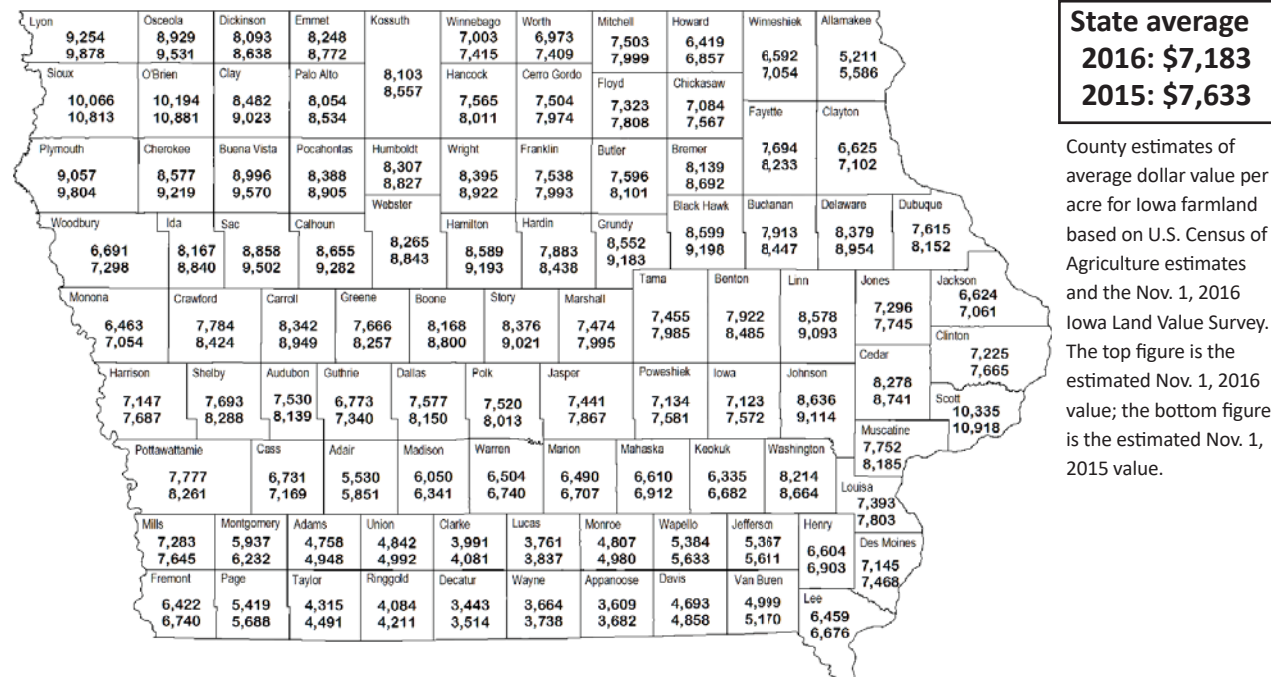 Lyon
9,254
9,878
Osceola
8,929
9,531
Dickinson
8,093
8,638
Emmet
8,248
8,772
Kossuth
8,103
8,557
Winnebago
7,003
7,415
Worth
6,973
7,409
Mitchell
7,503
7,999
Howard
6,419
6,857
Winneshiek
6,592
7,054
Allamakee
5,211
5,586
Sioux
10,066
10,813
O'Brien
10,194
10,881
Clay
8,482
9,023
Palo Alto
8,054
8,534
Hancock
7,565
8,011
Cerro Gordo
7,504
7,974
Floyd
7,323
7,808
Chickasaw
7,084
7,567
Fayette
7,694
8,233
Clayton
6,625
7,102
Plymouth
9,057
9,804
Cherokee
8,577
9,219
Buena Vista
8,996
9,570
Pocahontas
8,388
8,905
Humboldt
8,307
8,827
Wright
8,395
8,922
Franklin
7,538
7,993
Butler
7,596
8,101
Bremer
8,139
8,692
Woodbury
6,691
7,298
Ida
8,167
8,840
Sac
8,858
9,502
Calhoun
8,655
9,282
Webster
8,265
8,843
Hamilton
8,589
9,193
Hardin
7,883
8,438
Grundy
8,552
9,183
Black Hawk
8,599
9,198
Buchanan
7,913
8,447
Delaware
8,379
8,954
Dubuque
7,615
8,152
Monona
6,463
7,054
Crawford
7,784
8,424
Carroll
8,342
8,949
Greene
7,666
8,257
Boone
8,168
8,800
Story
8,376
9,021
Marshall
7,474
7,995
Tama
7,455
7,985
Benton
7,922
8,485
Linn
8,578
9,093
Jones
7,296
7,745
Jackson
6,624
7,061
Clinton
7,225
7,665
Cedar
8,278
8,741
Harrison
7,147
7,687
Shelby
7,693
8,288
Audubon
7,530
8,139
Guthrie
6,773
7,340
Dallas
7,577
8,150
Polk
7,520
8,013
Jasper
7,441
7,867
Poweshiek
7,134
7,581
Iowa
7,123
7,572
Johnson
8,636
9,114
Scott
10,335
10,918
Muscatine
7,752
8,185
Pottawattamie
7,777
8,261
Cass
6,731
7,169
Adair
5,530
5,851
Madison
6,050
6,341
Warren
6,504
6,740
Marion
6,490
6,707
Mahaska
6,610
6,912
Keokuk
6,335
6,682
Washington
8,214
8,664
Louisa
7,393
7,803
Mills
7,283
7,645
Montgomery
5,937
6,232
Adams
4,758
4,948
Union
4,842
4,992
Clarke
3,991
4,081
Lucas
3,761
3,837
Monroe
4,807
4,980
Wapello
5,384
5,633
Jefferson
5,367
5,611
Henry
6,604
6,903
Des Moines
7,145
7,468
Fremont
6,422
6,740
Page
5,419
5,688
Taylor
4,315
4,491
Ringgold
4,084
4,211
Decatur
3,443
3,514
Wayne
3,664
3,738
Appanoose
3,609
3,682
Davis
4,693
4,858
Van Buren
4,999
5,170
Lee
6,459
6,676
State average
2016: $7,183
2015: $7,633
County estimates of
average dollar value per
acre for Iowa farmland
based on U.S. Census of
Agriculture estimates
and the Nov. 1, 2016
Iowa Land Value Survey.
The top figure is the
estimated Nov. 1, 2016
value; the bottom figure
is the estimated Nov. 1,
2015 value.